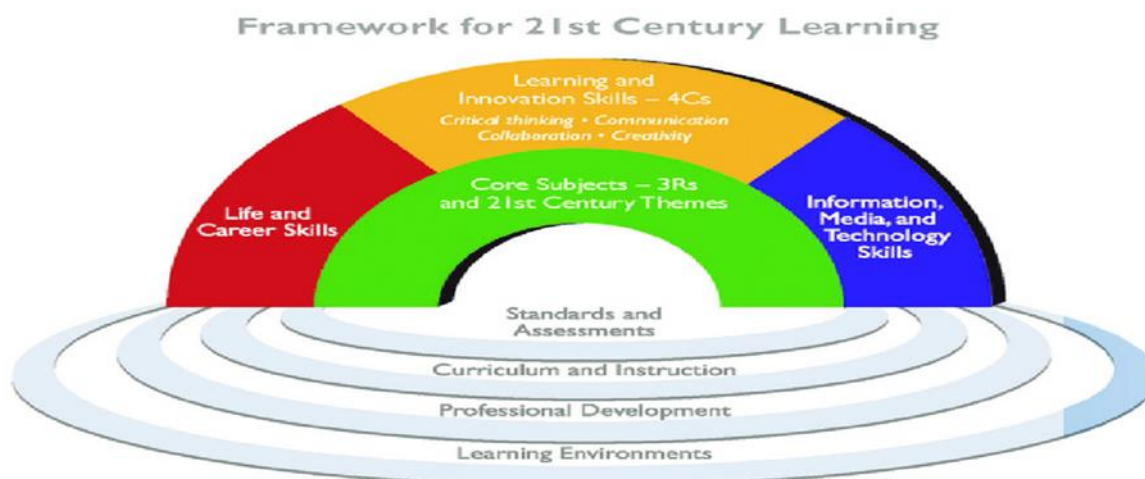 Framework for 21st Century Learning
Learning and
Innovation Skills – 4Cs
Critical thinking • Communication
Collaboration • Creativity
Core Subjects – 3Rs
and 21st Century Themes
Life and
Career Skills
Information,
Media, and
Technology
Skills
Standards and
Assessments
Curriculum and Instruction
Professional Development
Learning Environments